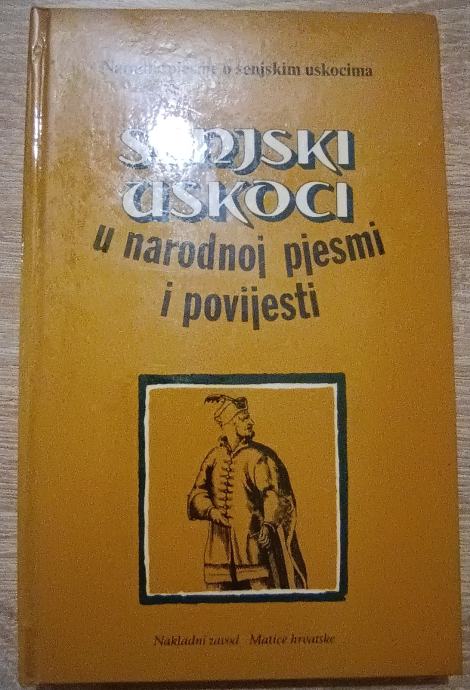 Narodne pjesme o senjskim uskocima
SENJSKI
USKOCI
u narodnoj pjesmi
i povijesti
Nakladni zavod Matice hrvatske